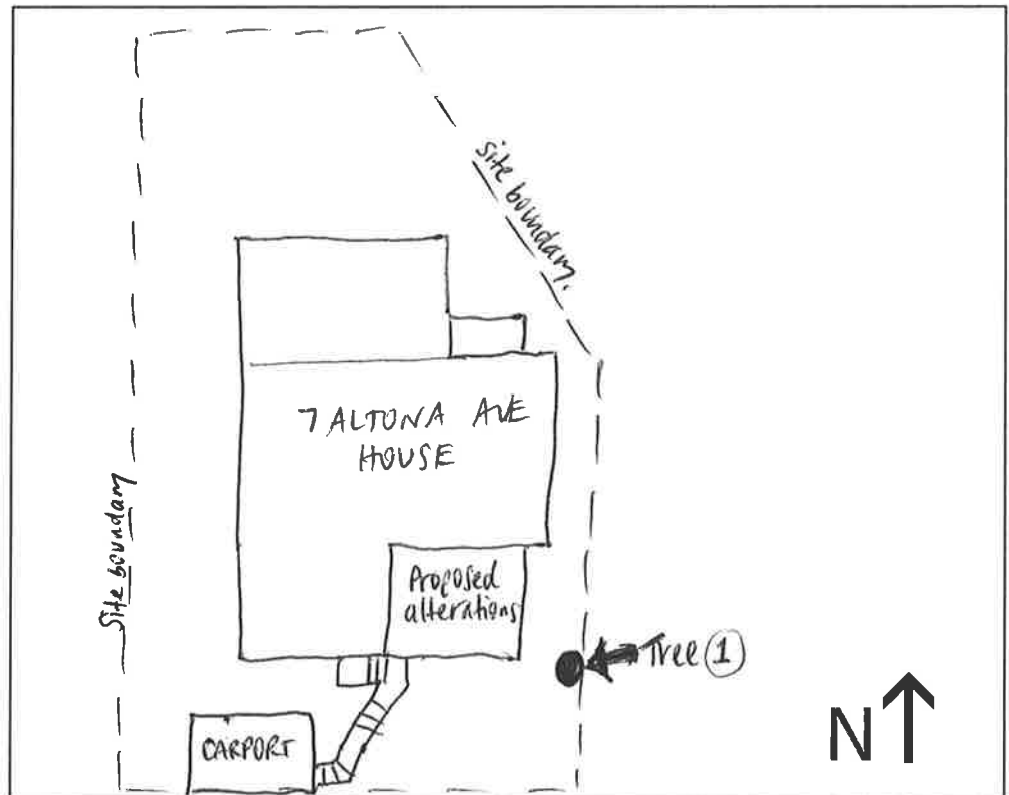 site boundary.
7 ALTONA AVE
HOUSE
Site boundary
Proposed
alterations
Tree 1
CARPORT
N